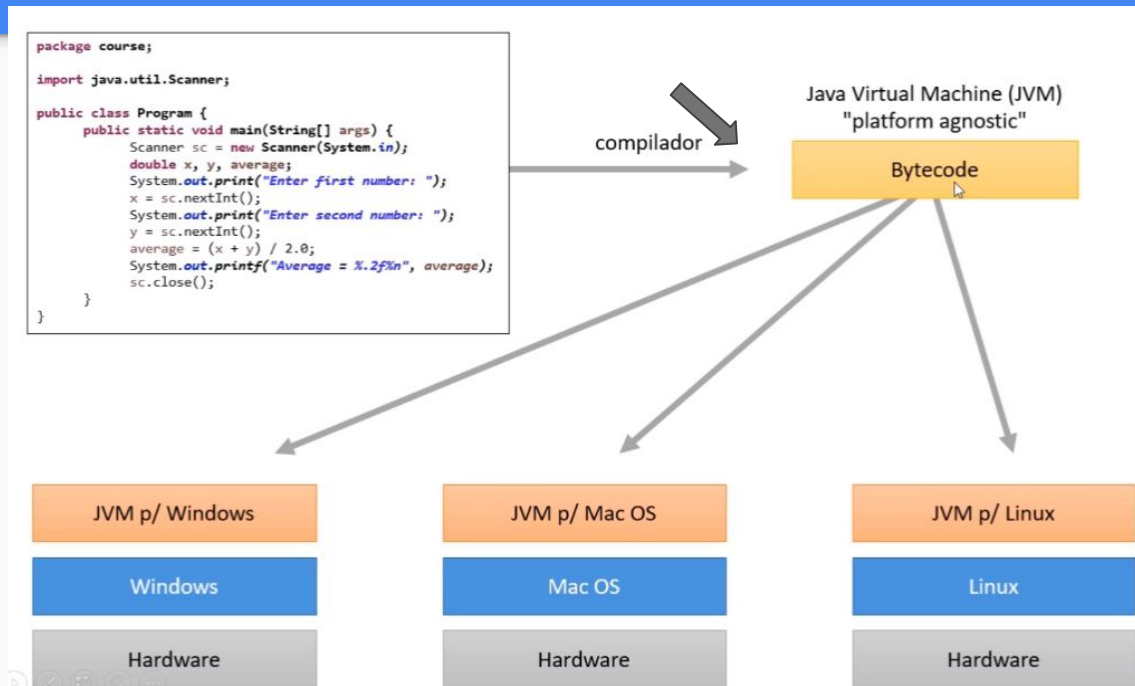 package course;
import java.util.Scanner;
public class Program {
public static void main(String[] args) {
Scanner sc = new Scanner(System.in);
double x, y, average;
System.out.print("Enter first number: ");
x = sc.nextInt();
System.out.print("Enter second number: ");
y = sc.nextInt();
average = (x + y) / 2.0;
System.out.printf("Average = %.2f%n", average);
sc.close();
}
}
compilador
Java Virtual Machine (JVM)
"platform agnostic"
Bytecode
JVM p/ Windows
Windows
Hardware
JVM p/ Mac OS
Mac OS
Hardware
JVM p/ Linux
Linux
Hardware